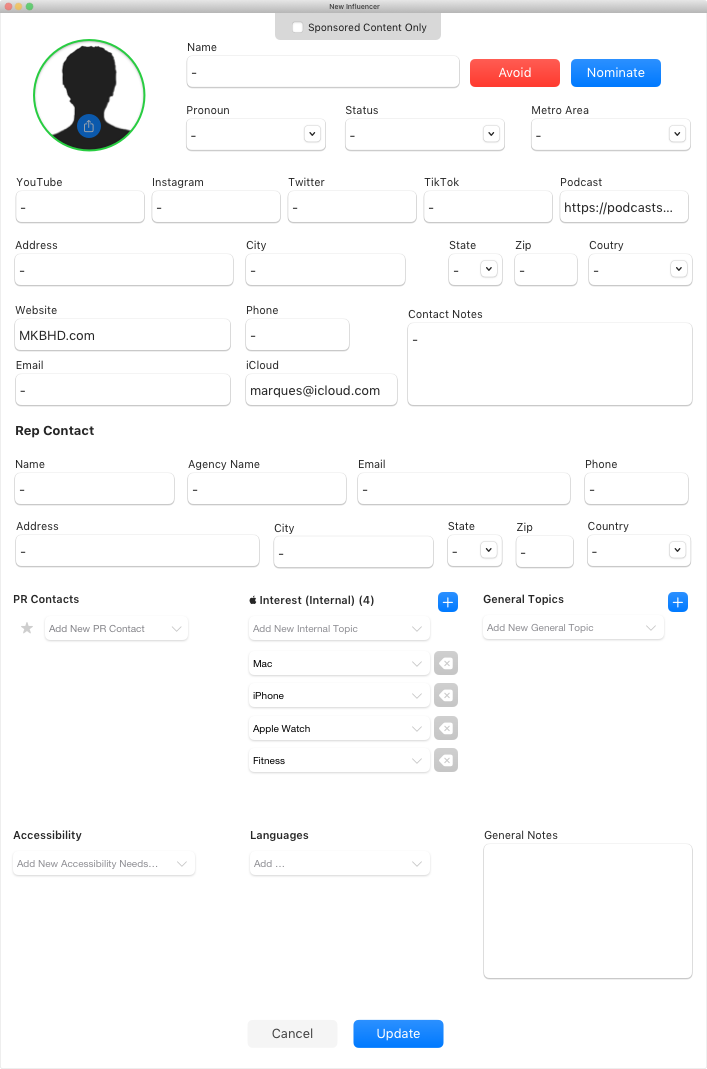 New Influencer
Sponsored Content Only
Name
-
Avoid
Nominate
Pronoun
Status
Metro Area
-
-
-
YouTube
Instagram
Twitter
TikTok
Podcast
-
-
-
-
https://podcasts...
Address
City
State
Zip
Coutry
-
-
-
-
-
Website
Phone
Contact Notes
MKBHD.com
-
-
Email
iCloud
-
marques@icloud.com
Rep Contact
Name
Agency Name
Email
Phone
-
-
-
-
Address
City
State
Zip
Country
-
-
-
-
-
PR Contacts
Interest (Internal) (4)
General Topics
Add New PR Contact
Add New Internal Topic
Add New General Topic
Mac
iPhone
Apple Watch
Fitness
Accessibility
Languages
General Notes
Add New Accessibility Needs...
Add ...
Cancel
Update